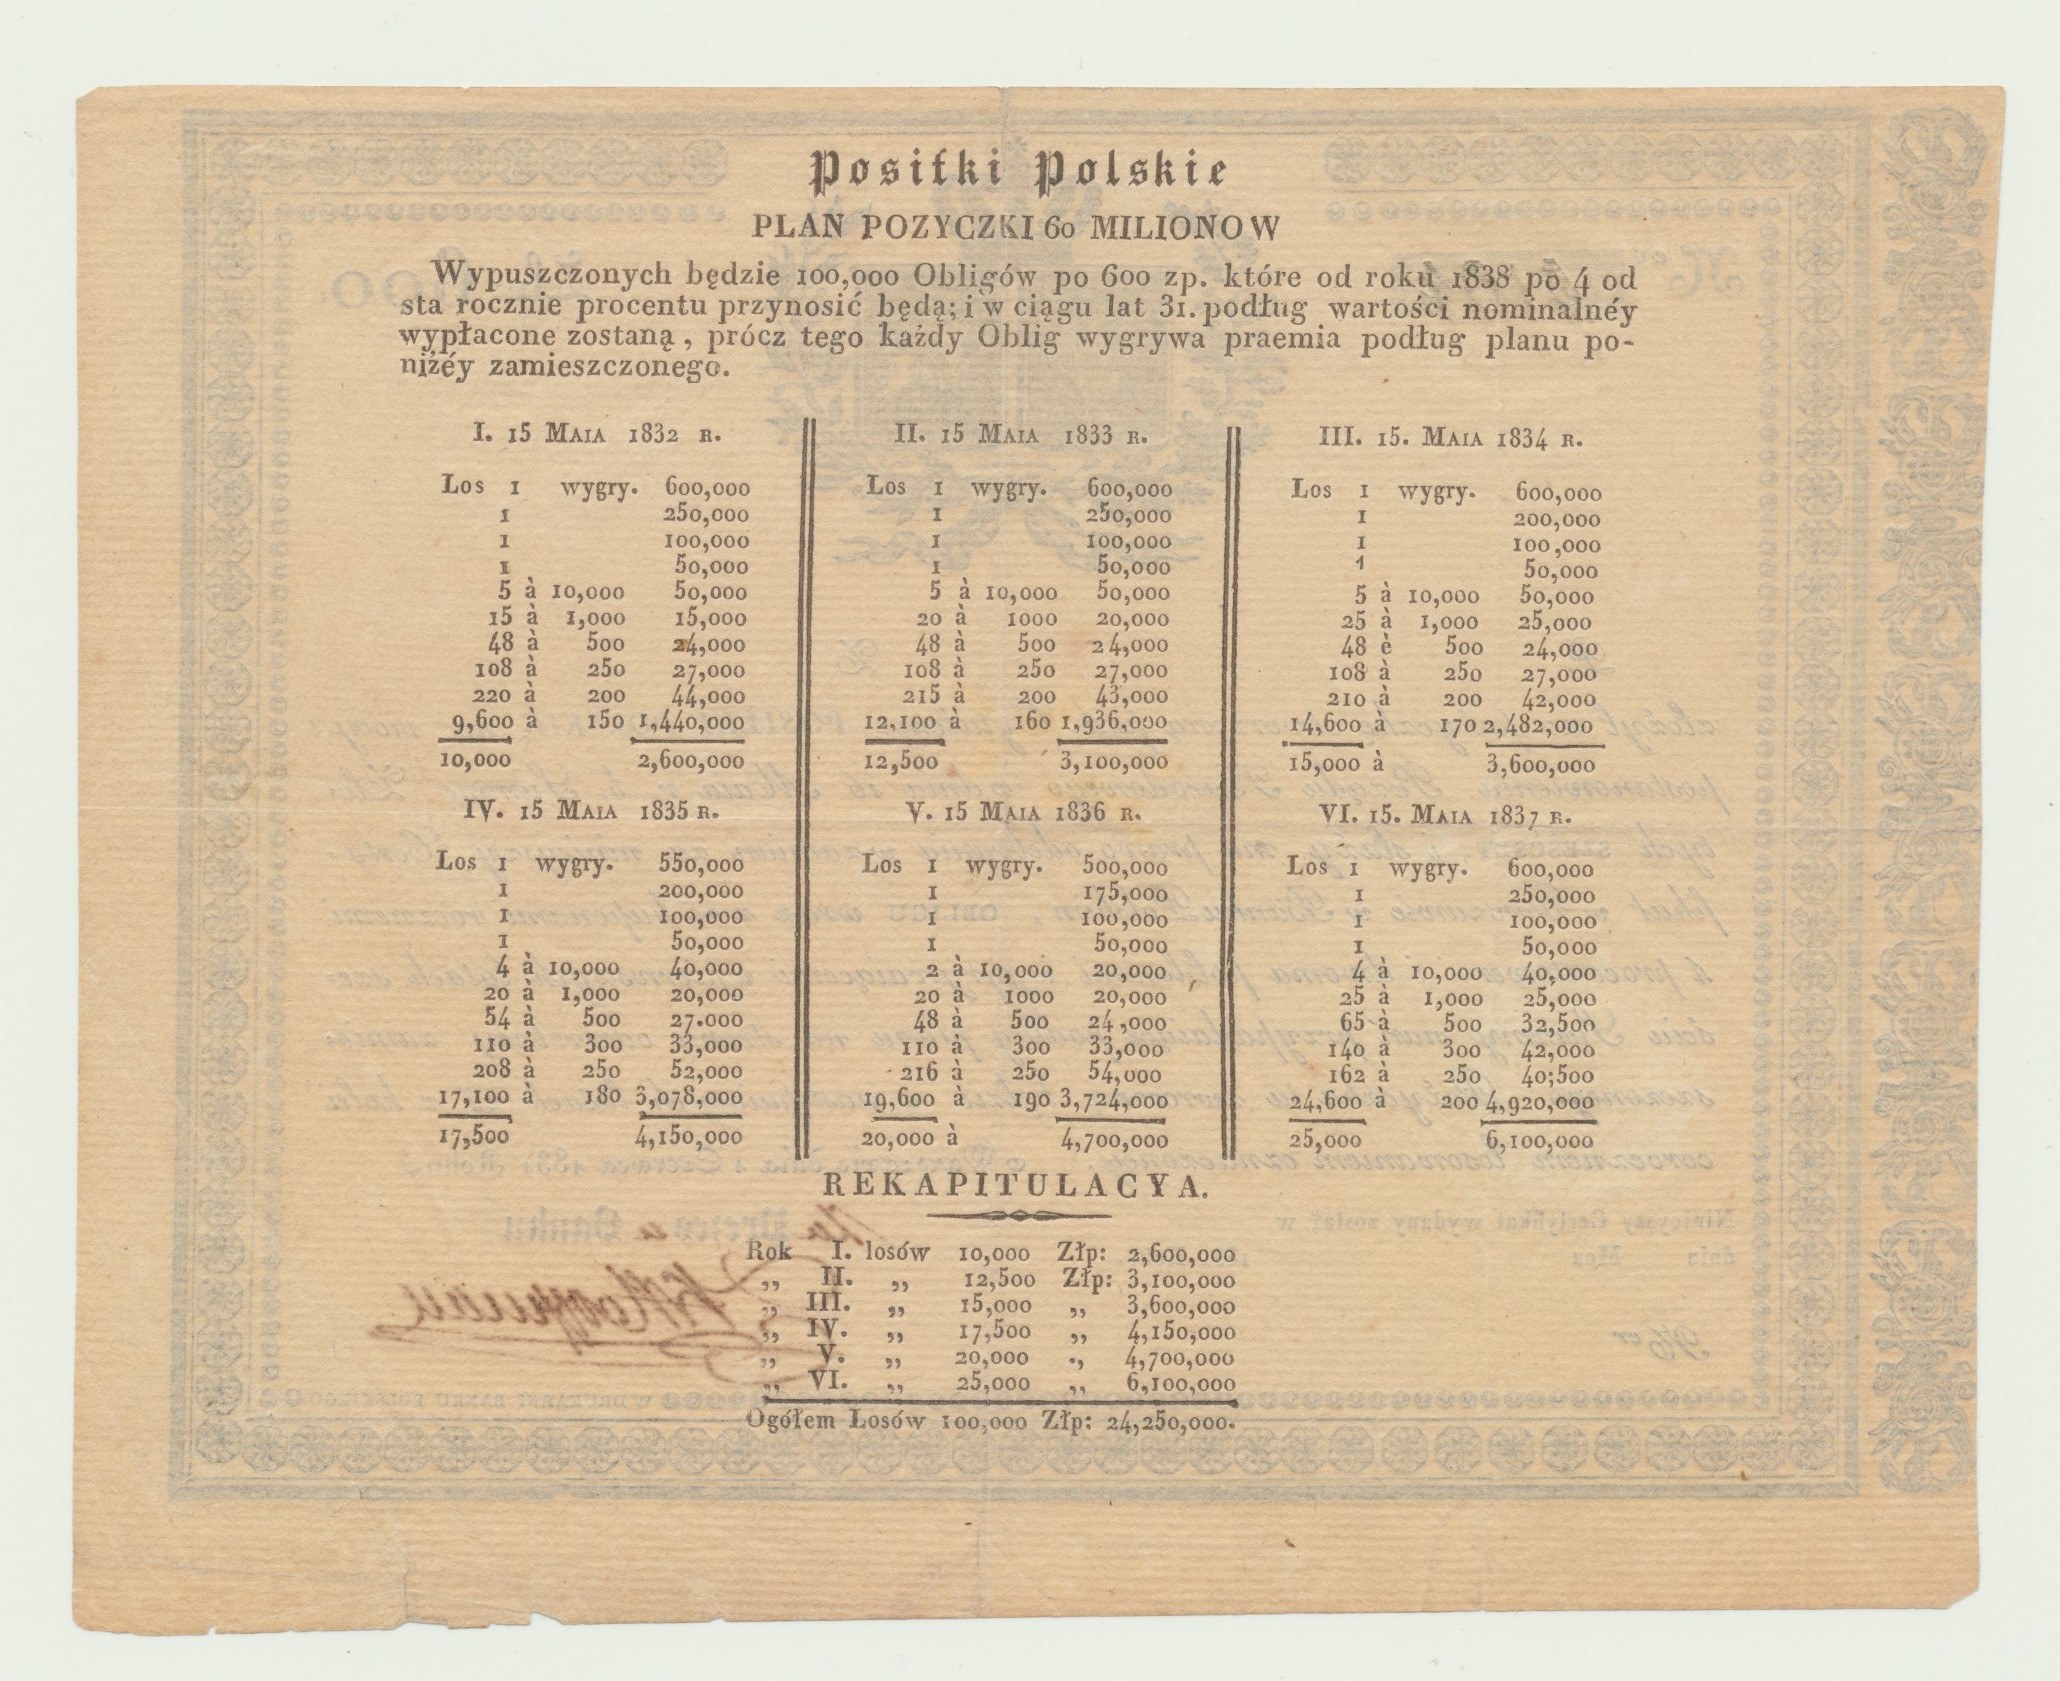 Posiłki Polskie
PLAN POZYCZKI 60 MILIONOW
Wypuszczonych będzie 100,000 Obligów po 600 zp. które od roku 1838 po 4 od
sta rocznie procentu przynosić będą; i w ciągu lat 31. podług wartości nominalnéy
wypłacone zostaną, prócz tego każdy Oblig wygrywa praemia podług planu po-
niżéy zamieszczonego.
I. 15 MAIA 1832 R.
Los 1 wygry. 600,000
1 250,000
1 100,000
1 50,000
5 à 10,000 50,000
15 à 1,000 15,000
48 à 500 24,000
108 à 250 27,000
220 à 200 44,000
9,600 à 150 1,440,000
10,000 2,600,000
II. 15 MAIA 1833 R.
Los 1 wygry. 600,000
1 250,000
1 100,000
1 50,000
5 à 10,000 50,000
20 à 1000 20,000
48 à 500 24,000
108 à 250 27,000
215 à 200 43,000
12,100 à 160 1,936,000
12,500 3,100,000
III. 15. MAIA 1834 R.
Los 1 wygry. 600,000
1 200,000
1 100,000
1 50,000
5 à 10,000 50,000
25 à 1,000 25,000
48 è 500 24,000
108 à 250 27,000
210 à 200 42,000
14,600 à 170 2,482,000
15,000 à 3,600,000
IV. 15 MAIA 1835 R.
Los 1 wygry. 550,000
1 200,000
1 100,000
1 50,000
4 à 10,000 40,000
20 à 1,000 20,000
54 à 500 27.000
110 à 300 33,000
208 à 250 52,000
17,100 à 180 3,078,000
17,500 4,150,000
V. 15 MAIA 1836 R.
Los 1 wygry. 500,000
1 175,000
1 100,000
1 50,000
2 à 10,000 20,000
20 à 1000 20,000
48 à 500 24,000
110 à 300 33,000
216 à 250 54,000
19,600 à 190 3,724,000
20,000 à 4,700,000
VI. 15. MAIA 1837 R.
Los 1 wygry. 600,000
1 250,000
1 100,000
1 50,000
4 à 10,000 40,000
25 à 1,000 25,000
65 à 500 32,500
140 à 300 42,000
162 à 250 40;500
24,600 à 200 4,920,000
25,000 6,100,000
REKAPITULACYA.
Rok I. losów 10,000 Złp: 2,600,000
„ II. „ 12,500 Złp: 3,100,000
„ III. „ 15,000 „ 3,600,000
„ IV. „ 17,500 „ 4,150,000
„ V. „ 20,000 „ 4,700,000
„ VI. „ 25,000 „ 6,100,000
Ogółem Losów 100,000 Złp: 24,250,000.